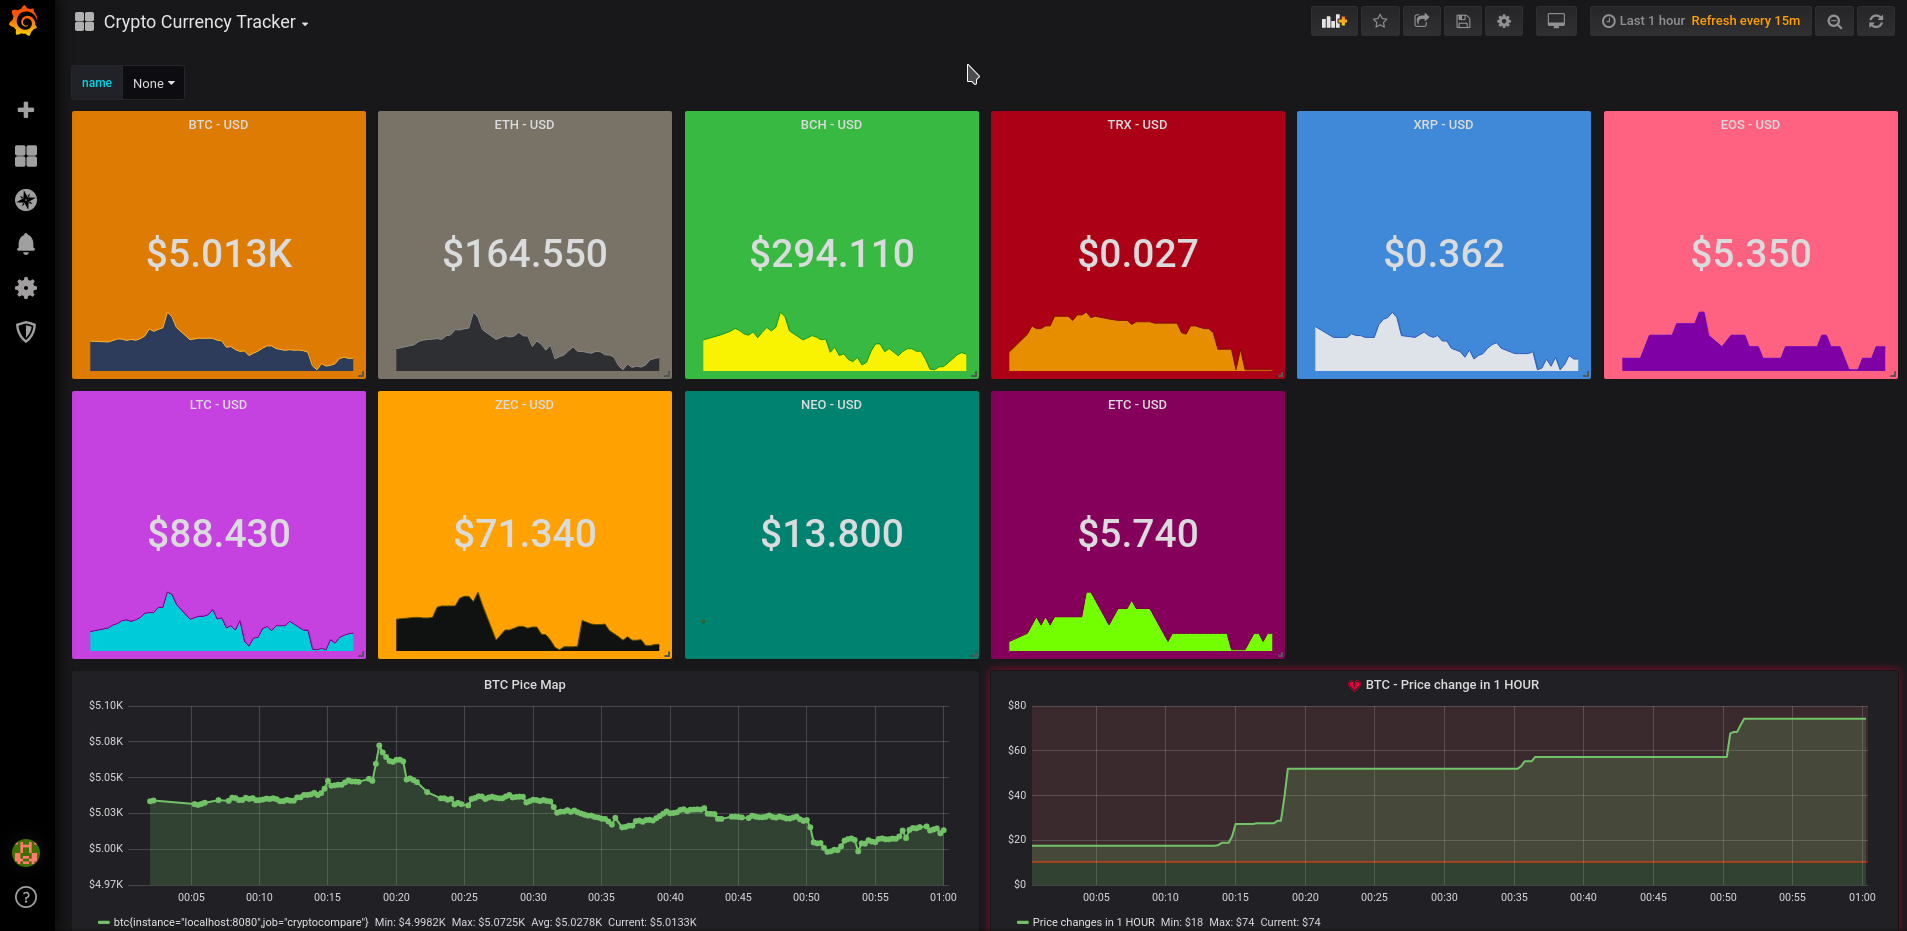 Crypto Currency Tracker
Last 1 hour Refresh every 15m
name None
BTC - USD
$5.013K
ETH - USD
$164.550
BCH - USD
$294.110
TRX - USD
$0.027
XRP - USD
$0.362
EOS - USD
$5.350
LTC - USD
$88.430
ZEC - USD
$71.340
NEO - USD
$13.800
ETC - USD
$5.740
BTC Pice Map
$5.10K
$5.08K
$5.05K
$5.03K
$5.00K
$4.97K
00:05 00:10 00:15 00:20 00:25 00:30 00:35 00:40 00:45 00:50 00:55 01:00
btc{instance="localhost:8080",job="cryptocompare"} Min: $4.9982K Max: $5.0725K Avg: $5.0278K Current: $5.0133K
BTC - Price change in 1 HOUR
$80
$60
$40
$20
$0
00:05 00:10 00:15 00:20 00:25 00:30 00:35 00:40 00:45 00:50 00:55 01:00
Price changes in 1 HOUR Min: $18 Max: $74 Current: $74
?